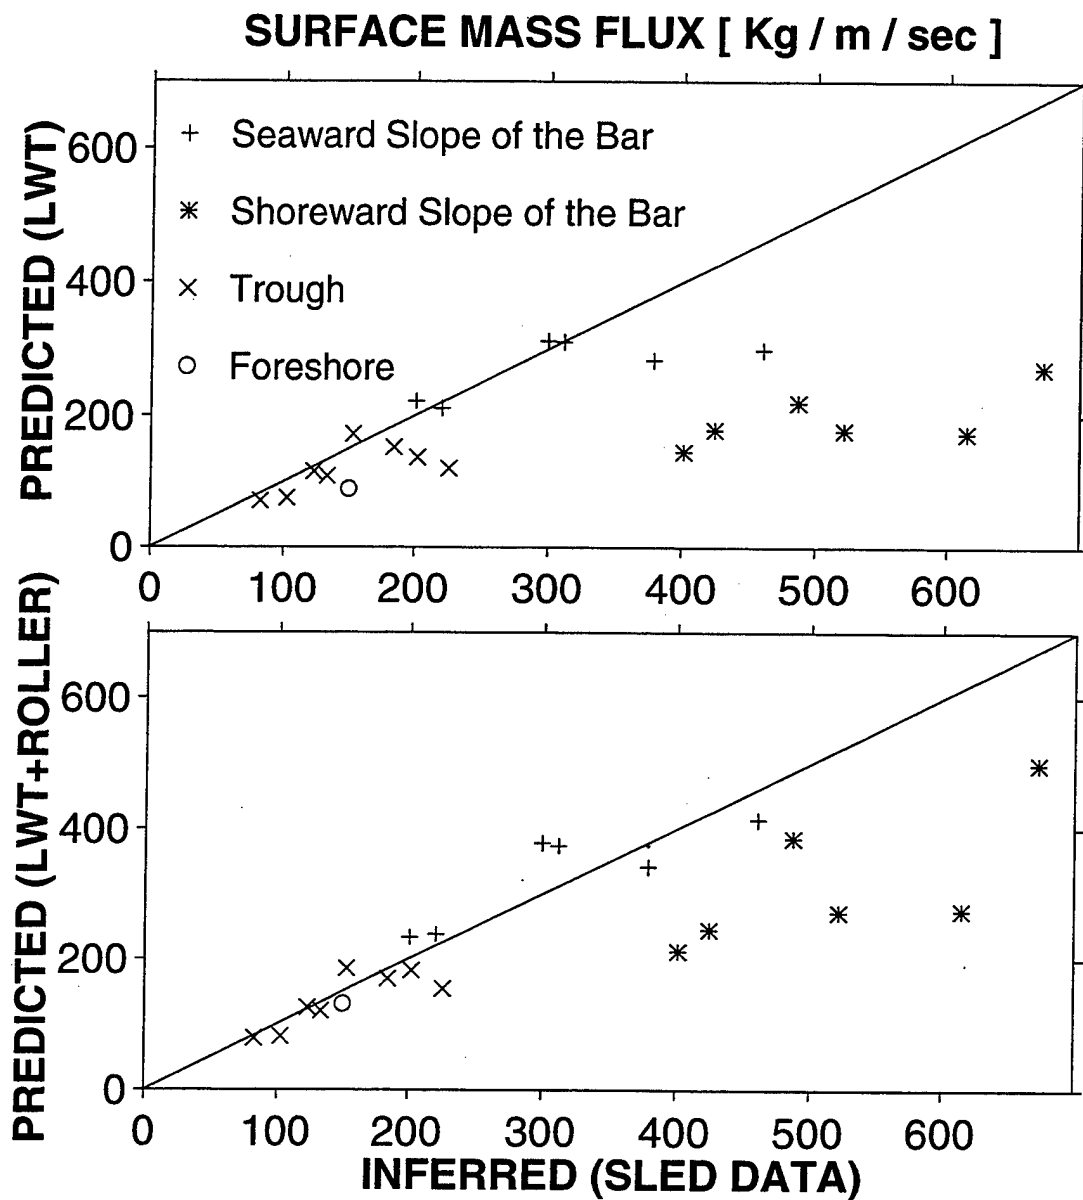 SURFACE MASS FLUX [ Kg / m / sec ]
PREDICTED (LWT)
600
400
200
0
+ Seaward Slope of the Bar
* Shoreward Slope of the Bar
× Trough
○ Foreshore
0 100 200 300 400 500 600
PREDICTED (LWT+ROLLER)
600
400
200
0
0 100 200 300 400 500 600
INFERRED (SLED DATA)